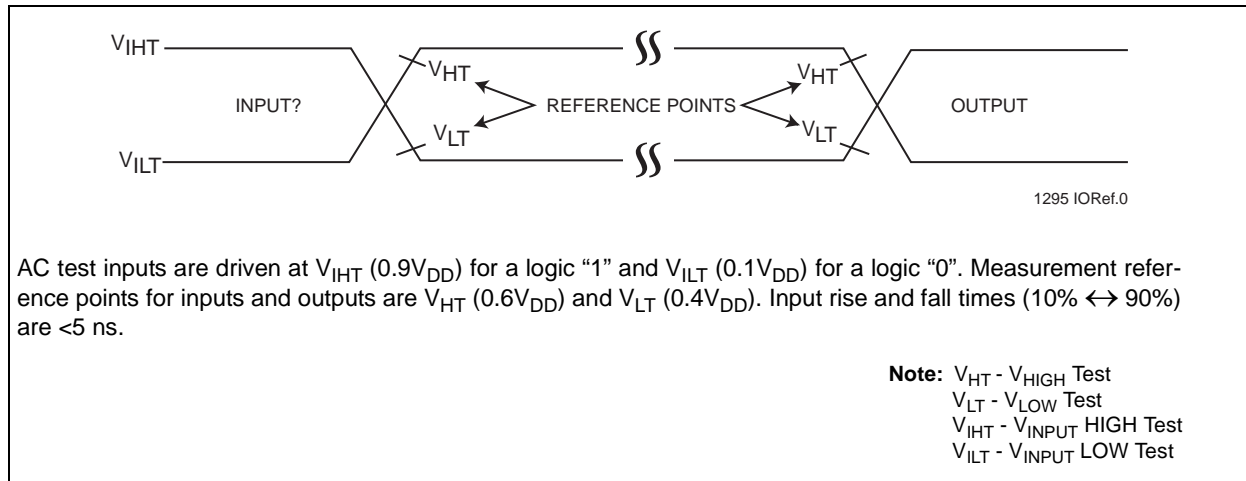 VIHT
VHT
VHT
INPUT?
REFERENCE POINTS
OUTPUT
VLT
VLT
VILT
1295 IORef.0
AC test inputs are driven at VIHT (0.9VDD) for a logic “1” and VILT (0.1VDD) for a logic “0”. Measurement refer-
ence points for inputs and outputs are VHT (0.6VDD) and VLT (0.4VDD). Input rise and fall times (10% ↔ 90%)
are <5 ns.
Note: VHT - VHIGH Test
VLT - VLOW Test
VIHT - VINPUT HIGH Test
VILT - VINPUT LOW Test